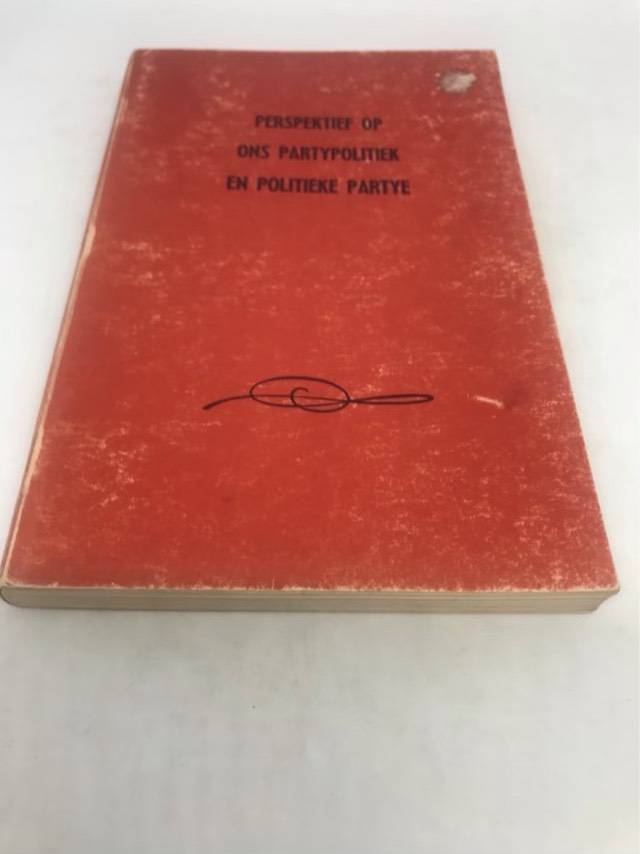 PERSPEKTIEF OP
ONS PARTYPOLITIEK
EN POLITIEKE PARTYE